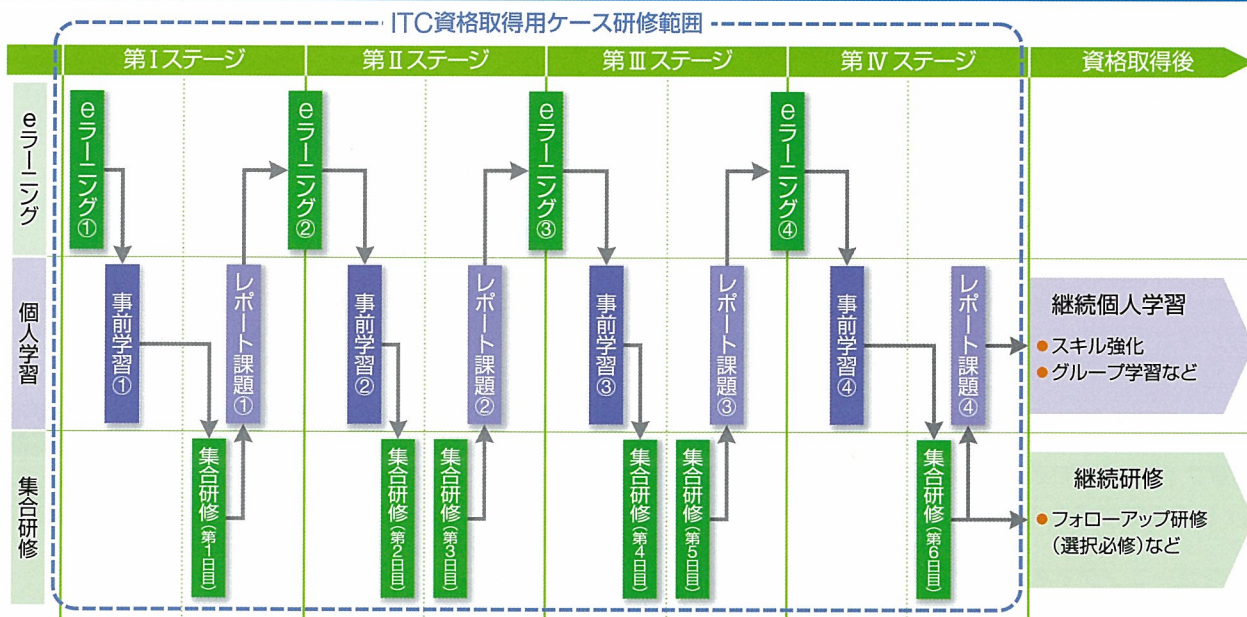 ITC資格取得用ケース研修範囲
第Ⅰステージ
第Ⅱステージ
第Ⅲステージ
第Ⅳステージ
資格取得後
eラーニング
eラーニング①
eラーニング②
eラーニング③
eラーニング④
個人学習
事前学習①
レポート課題①
事前学習②
レポート課題②
事前学習③
レポート課題③
事前学習④
レポート課題④
継続個人学習
●スキル強化
●グループ学習など
集合研修
集合研修(第1日目)
集合研修(第2日目)
集合研修(第3日目)
集合研修(第4日目)
集合研修(第5日目)
集合研修(第6日目)
継続研修
●フォローアップ研修
(選択必修)など